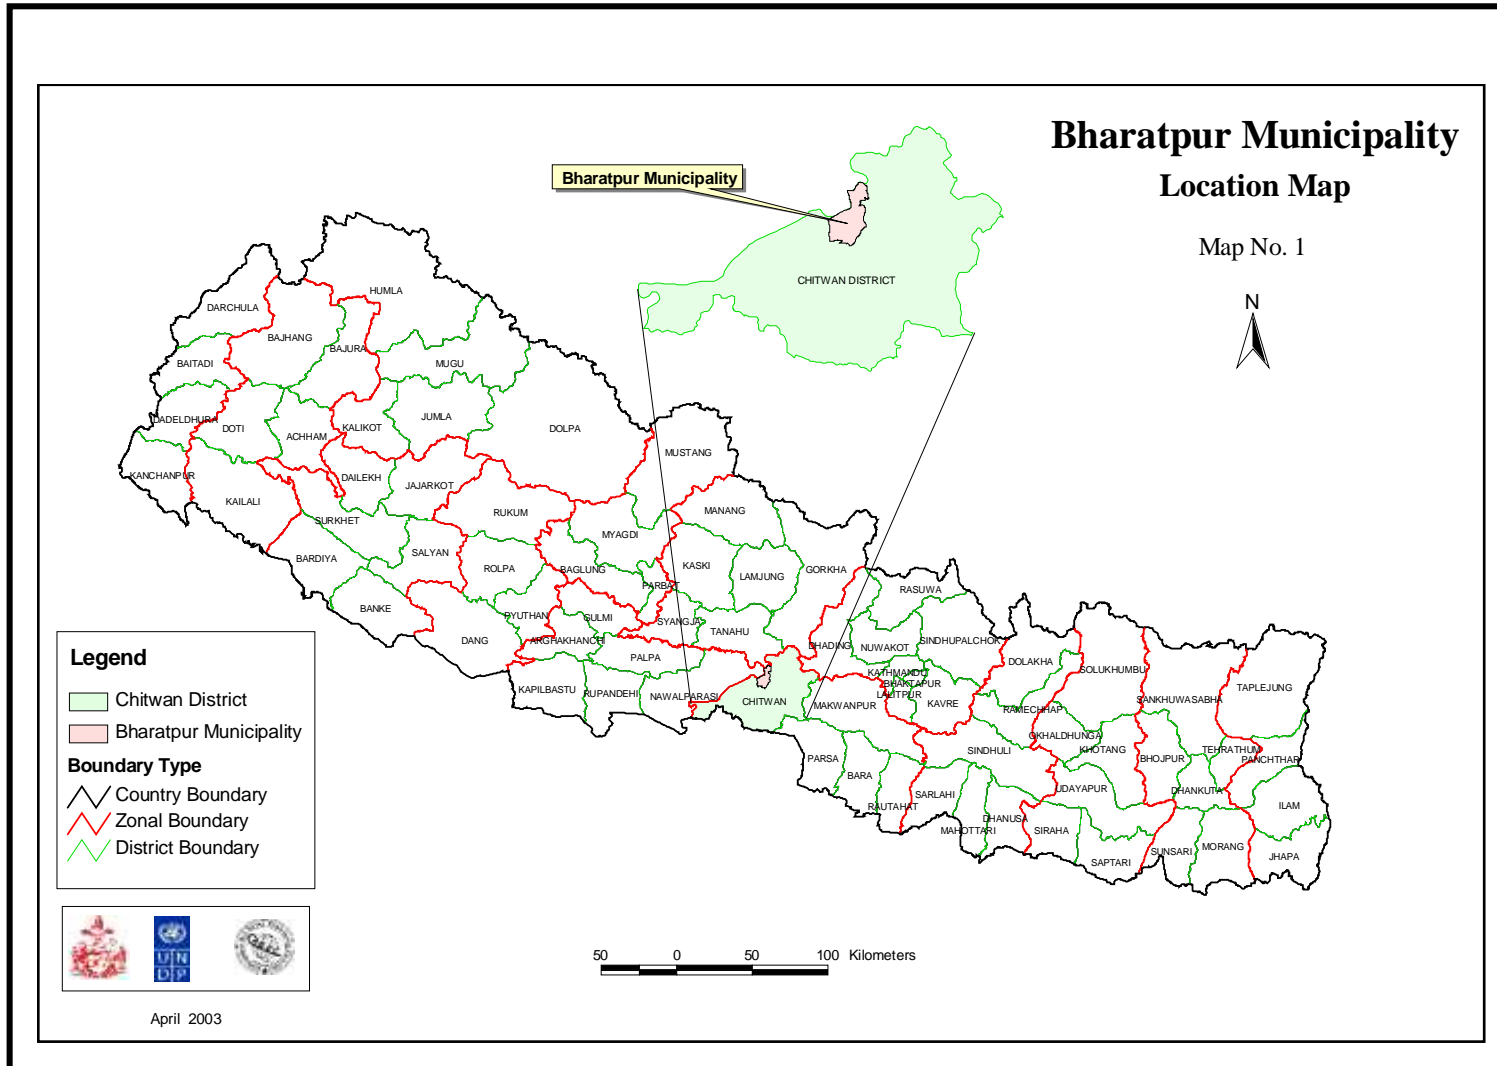 Bharatpur Municipality
Location Map
Map No. 1
N
Bharatpur Municipality
CHITWAN DISTRICT
HUMLA
DARCHULA
BAJHANG
BAJURA
BAITADI
MUGU
DADELDHURA
DOTI
ACHHAM
KALIKOT
JUMLA
DOLPA
MUSTANG
KANCHANPUR
KAILALI
DAILEKH
JAJARKOT
RUKUM
MANANG
SURKHET
MYAGDI
BARDIYA
SALYAN
ROLPA
BAGLUNG
PARBAT
KASKI
LAMJUNG
GORKHA
RASUWA
BANKE
PYUTHAN
GULMI
SYANGJA
TANAHU
DANG
ARGHAKHANCHI
PALPA
DHADING
NUWAKOT
SINDHUPALCHOK
DOLAKHA
SOLUKHUMBU
KAPILBASTU
RUPANDEHI
NAWALPARASI
CHITWAN
MAKWANPUR
KATHMANDU
BHAKTAPUR
LALITPUR
KAVRE
RAMECHHAP
SANKHUWASABHA
TAPLEJUNG
OKHALDHUNGA
KHOTANG
BHOJPUR
TEHRATHUM
PANCHTHAR
PARSA
BARA
RAUTAHAT
SARLAHI
SINDHULI
UDAYAPUR
DHANKUTA
ILAM
MAHOTTARI
DHANUSA
SIRAHA
SAPTARI
SUNSARI
MORANG
JHAPA
Legend
Chitwan District
Bharatpur Municipality
Boundary Type
Country Boundary
Zonal Boundary
District Boundary
UN
DP
50 0 50 100 Kilometers
April 2003